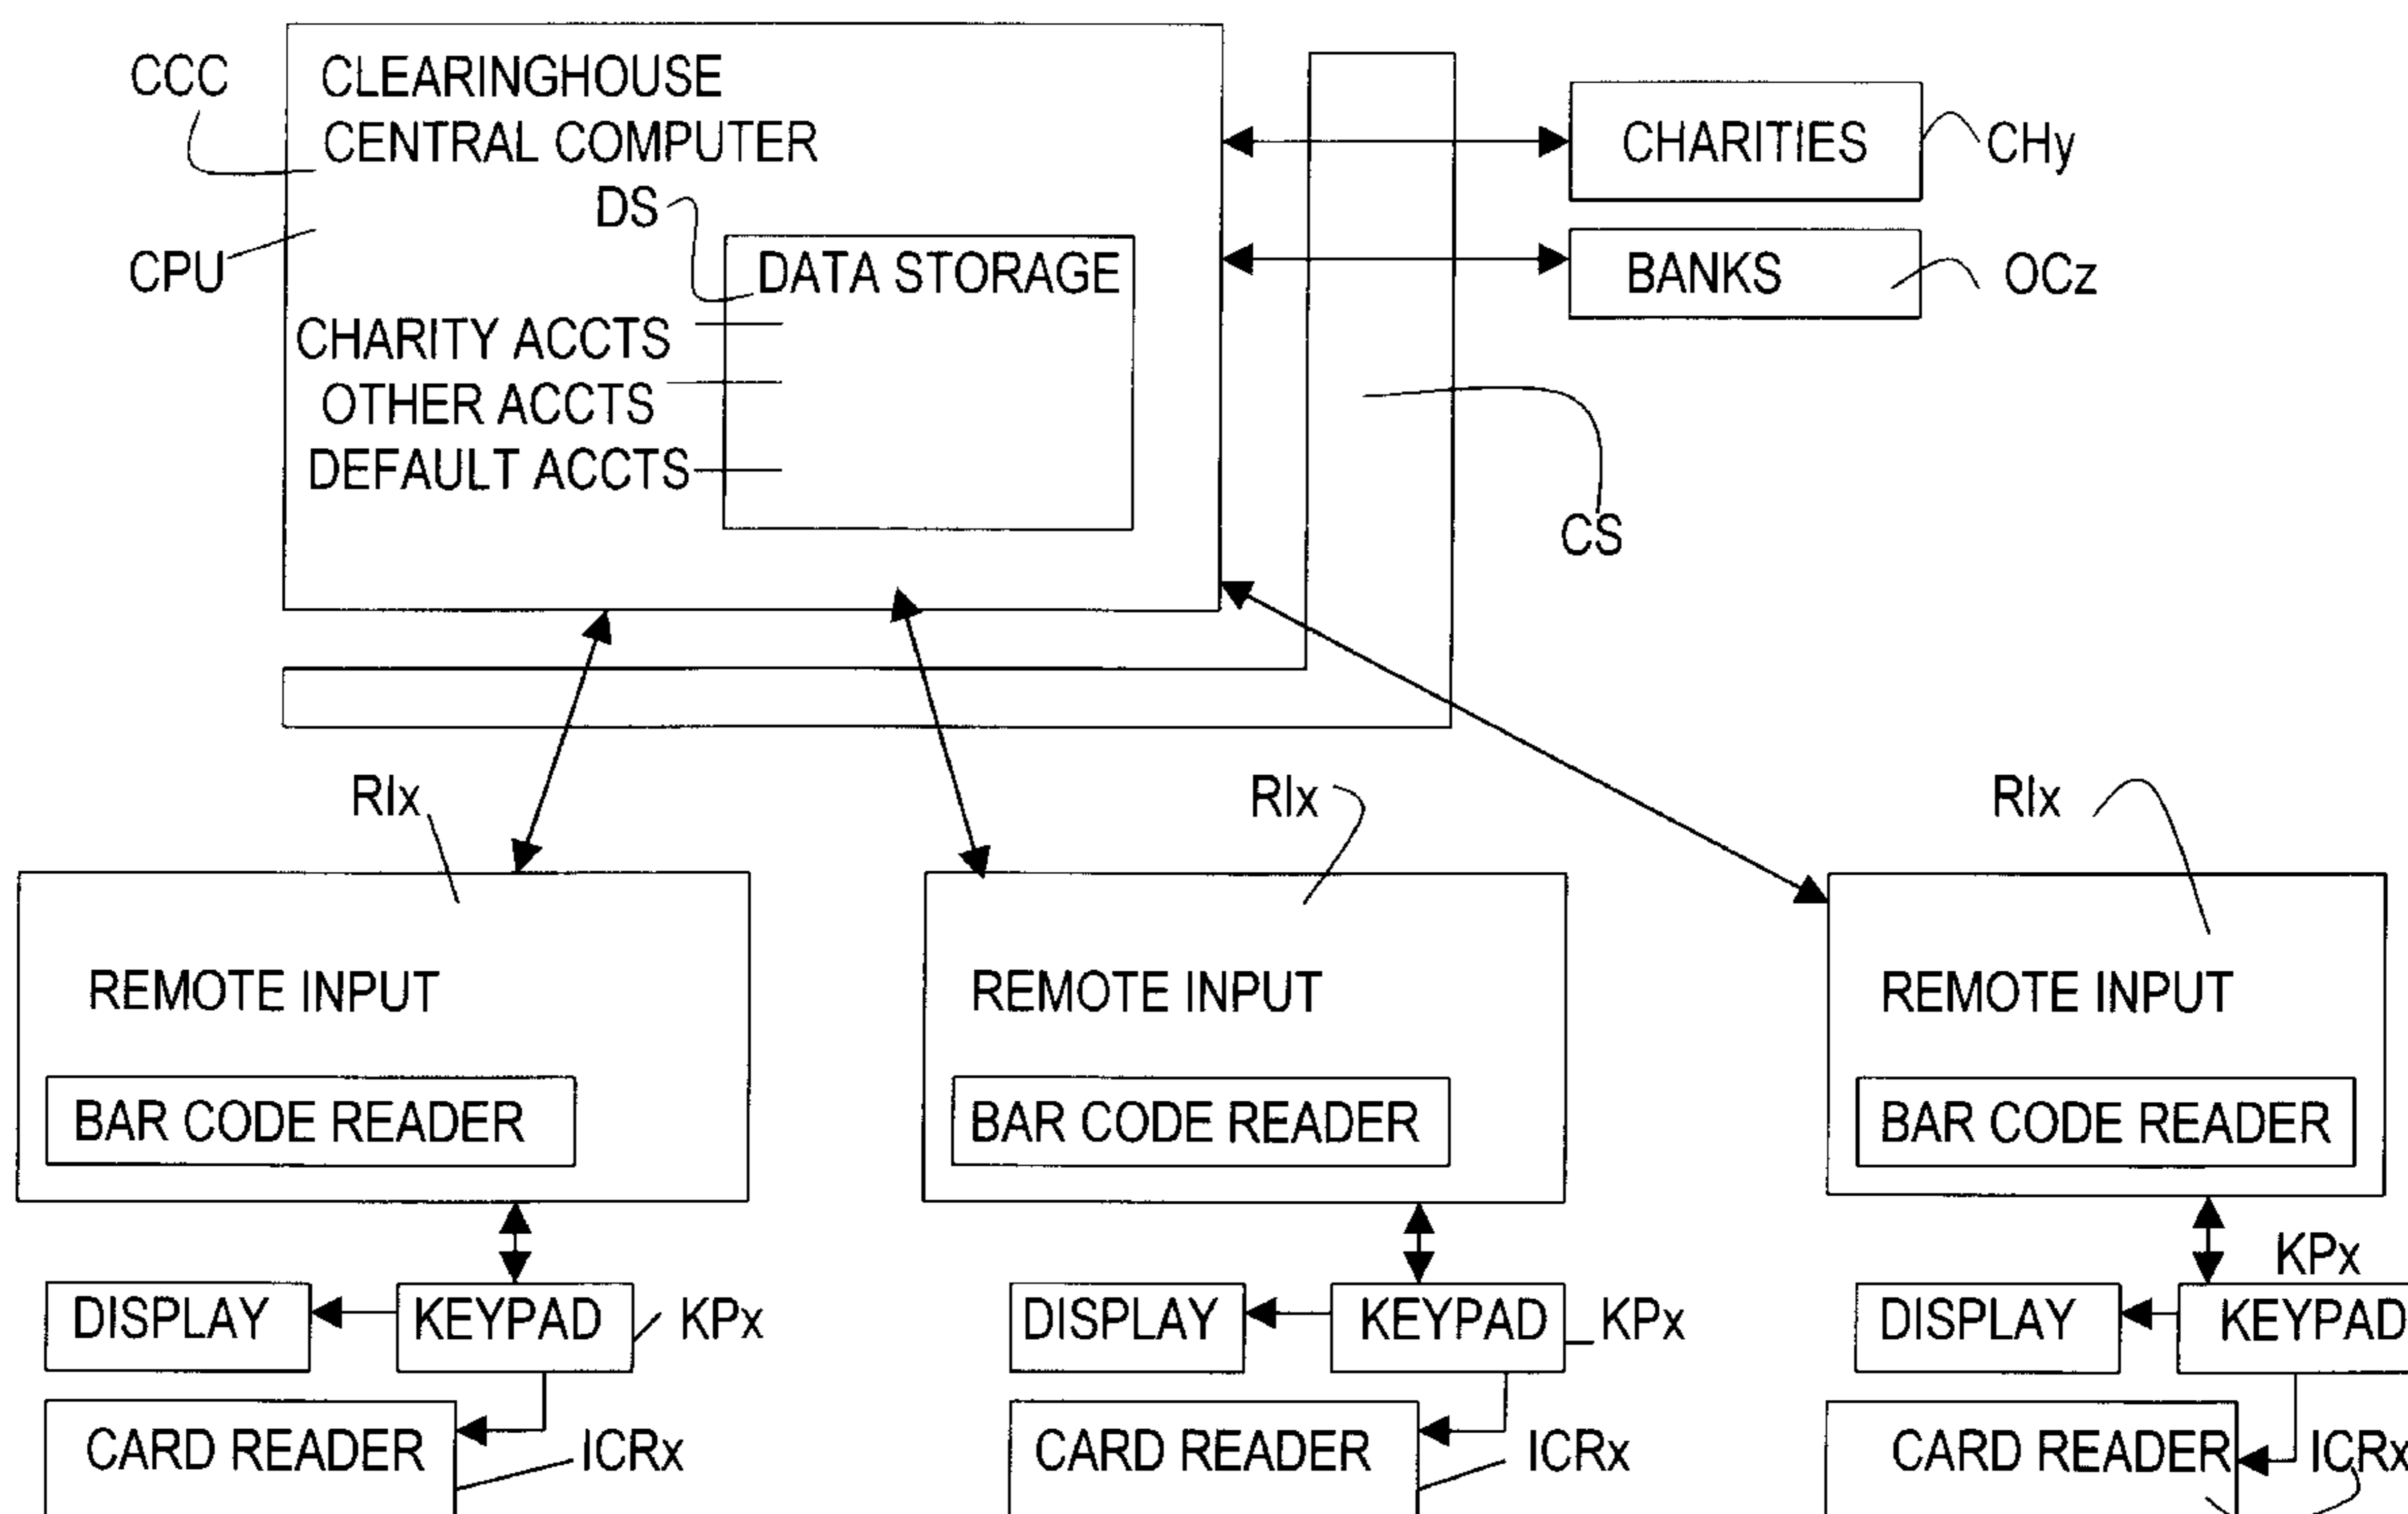 CCC
CLEARINGHOUSE
CENTRAL COMPUTER
CPU
DS
DATA STORAGE
CHARITY ACCTS
OTHER ACCTS
DEFAULT ACCTS
CHARITIES
CHy
BANKS
OCz
CS
RIx
RIx
RIx
REMOTE INPUT
REMOTE INPUT
REMOTE INPUT
BAR CODE READER
BAR CODE READER
BAR CODE READER
DISPLAY
KEYPAD
KPx
DISPLAY
KEYPAD
KPx
KPx
DISPLAY
KEYPAD
CARD READER
ICRx
CARD READER
ICRx
CARD READER
ICRx